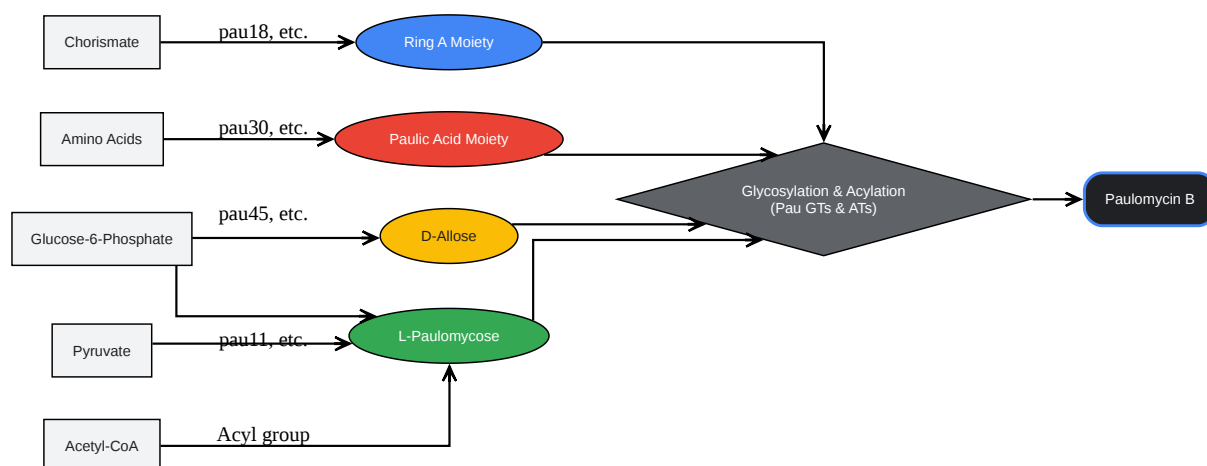 Chorismate
pau18, etc.
Ring A Moiety
Amino Acids
pau30, etc.
Paulic Acid Moiety
Glycosylation & Acylation
(Pau GTs & ATs)
Paulomycin B
Glucose-6-Phosphate
pau45, etc.
D-Allose
Pyruvate
pau11, etc.
L-Paulomycose
Acetyl-CoA
Acyl group